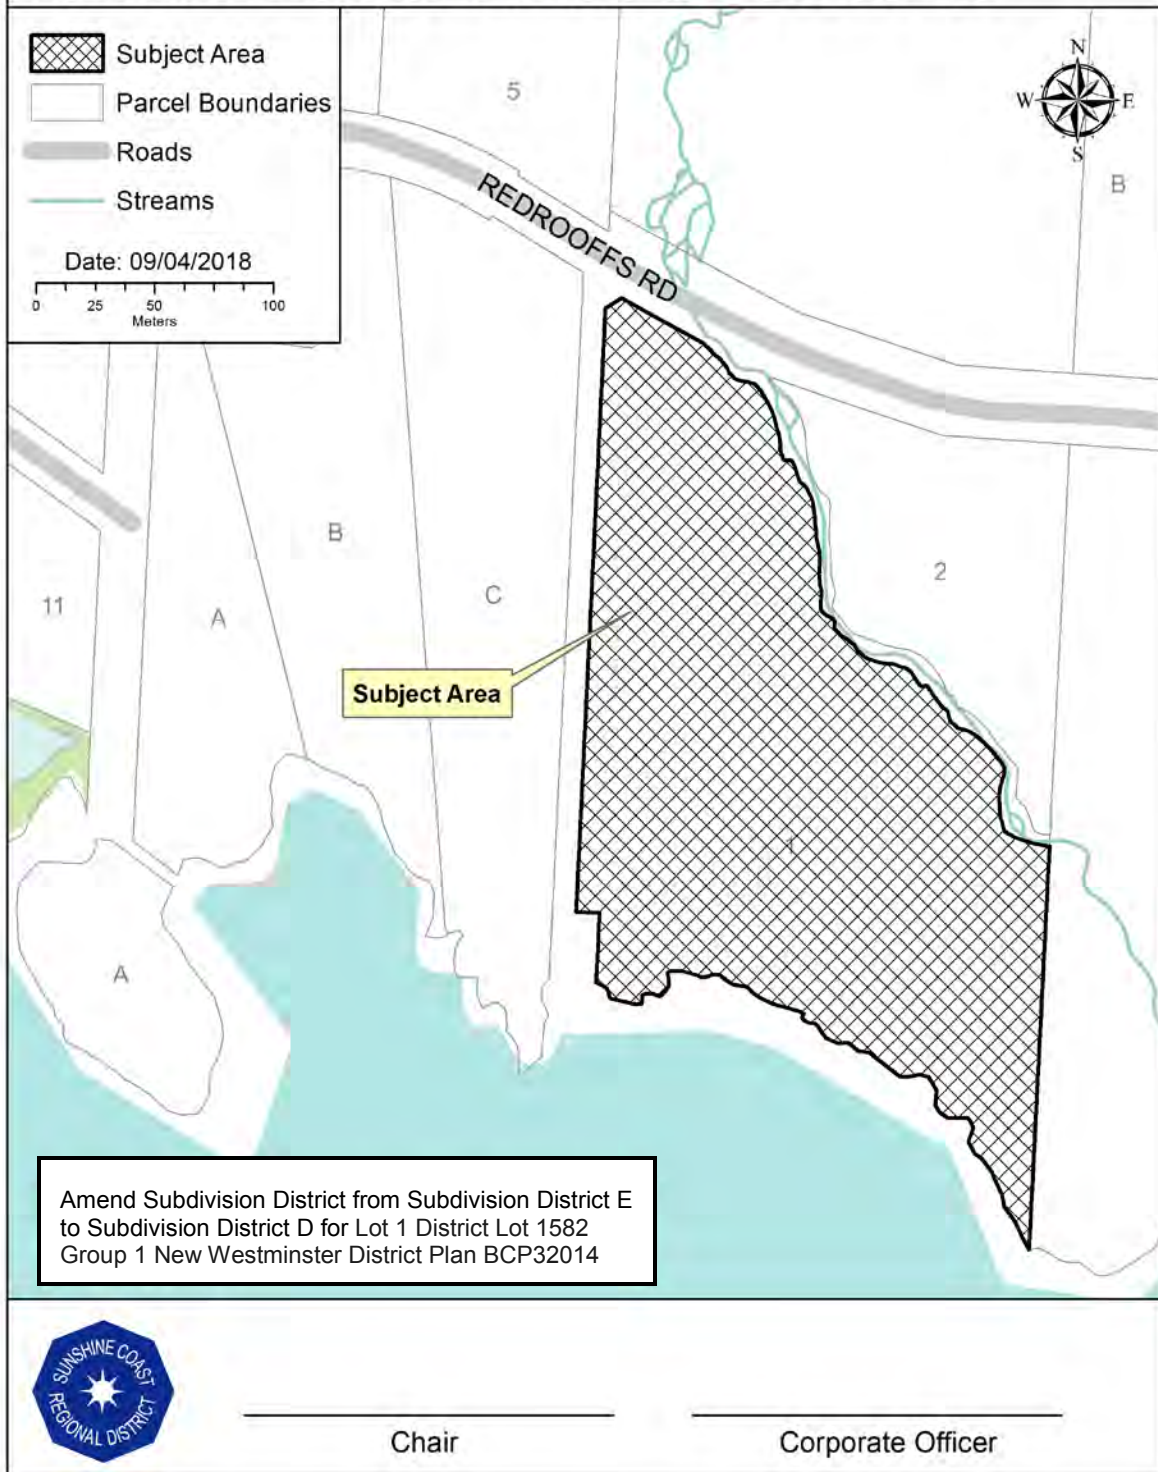 Subject Area
Parcel Boundaries
Roads
Streams
Date: 09/04/2018
0 25 50 100
Meters
N
W E
S
5
B
REDROOFFS RD
B
2
11
A
C
Subject Area
1
A
Amend Subdivision District from Subdivision District E
to Subdivision District D for Lot 1 District Lot 1582
Group 1 New Westminster District Plan BCP32014
SUNSHINE COAST
REGIONAL DISTRICT
Chair
Corporate Officer